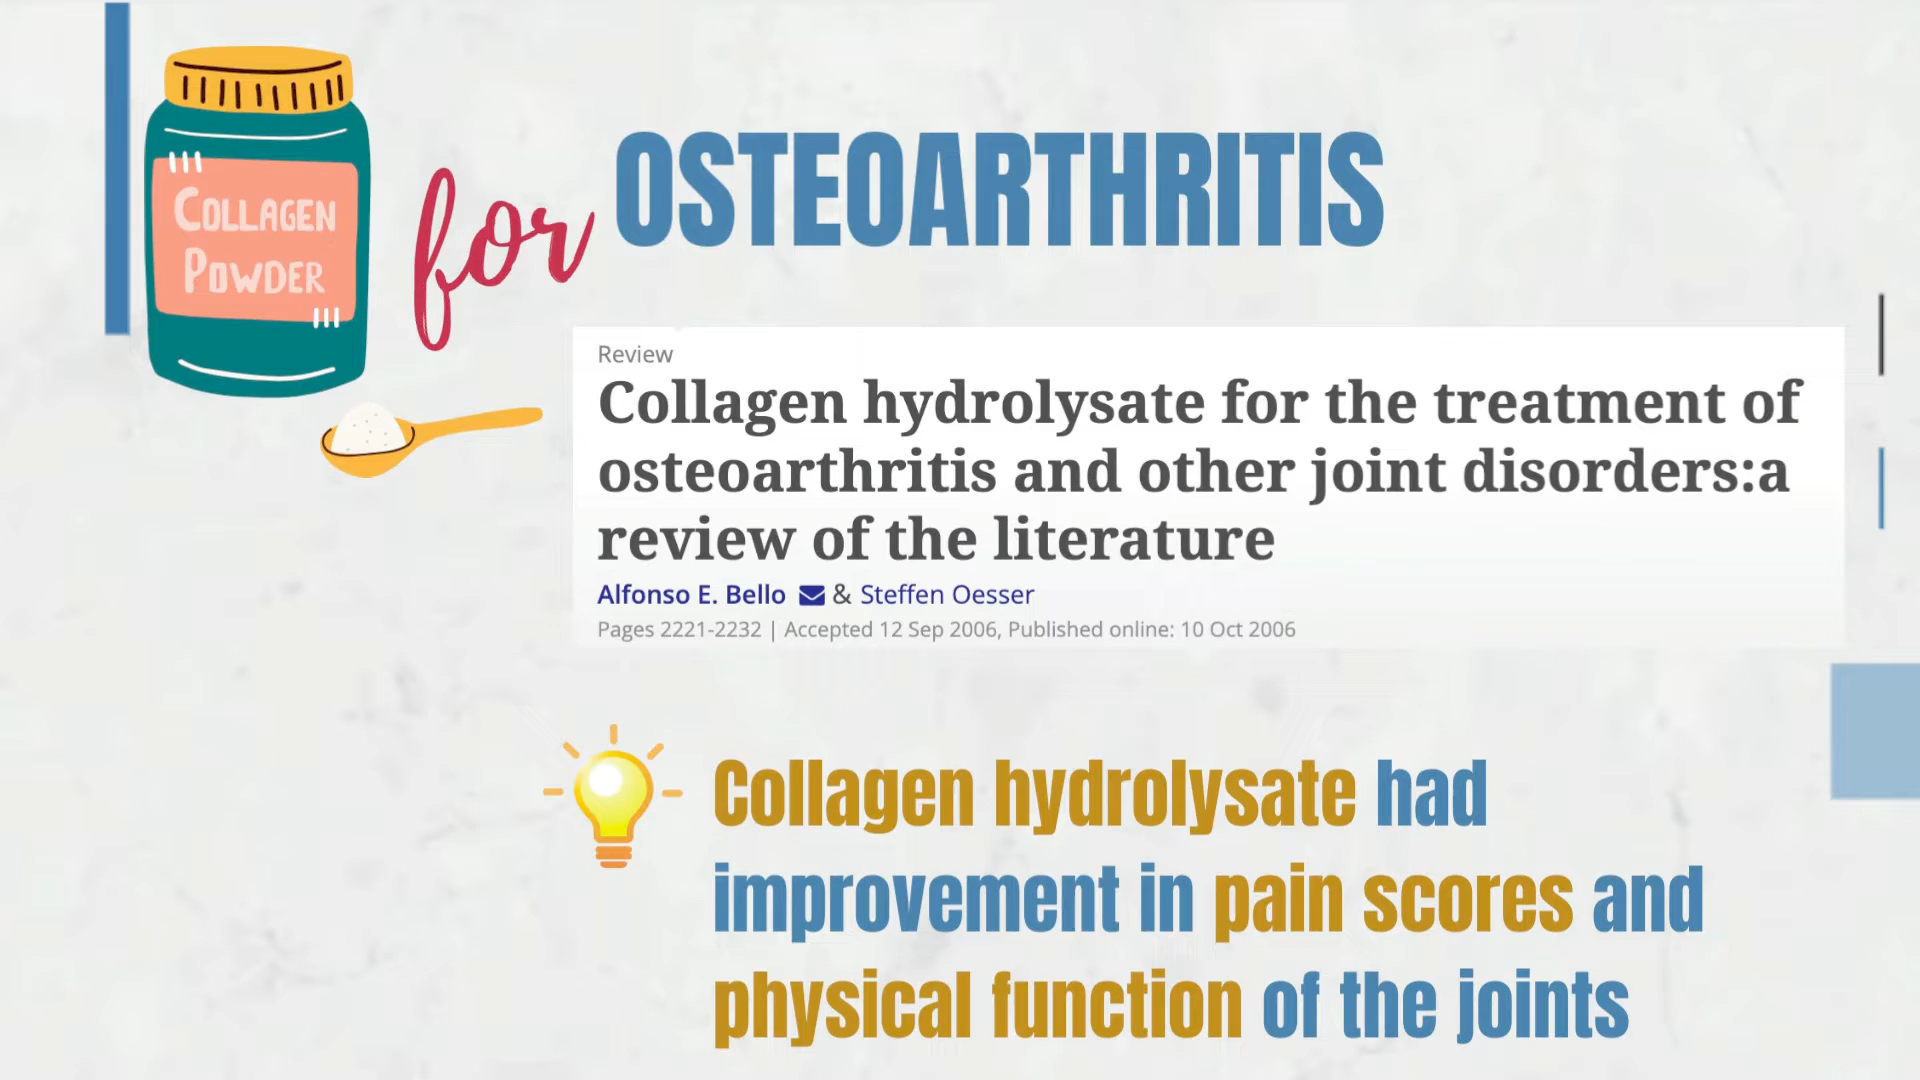 COLLAGEN
POWDER
for
OSTEOARTHRITIS
Review
Collagen hydrolysate for the treatment of
osteoarthritis and other joint disorders:a
review of the literature
Alfonso E. Bello & Steffen Oesser
Pages 2221-2232 | Accepted 12 Sep 2006, Published online: 10 Oct 2006
Collagen hydrolysate had
improvement in pain scores and
physical function of the joints